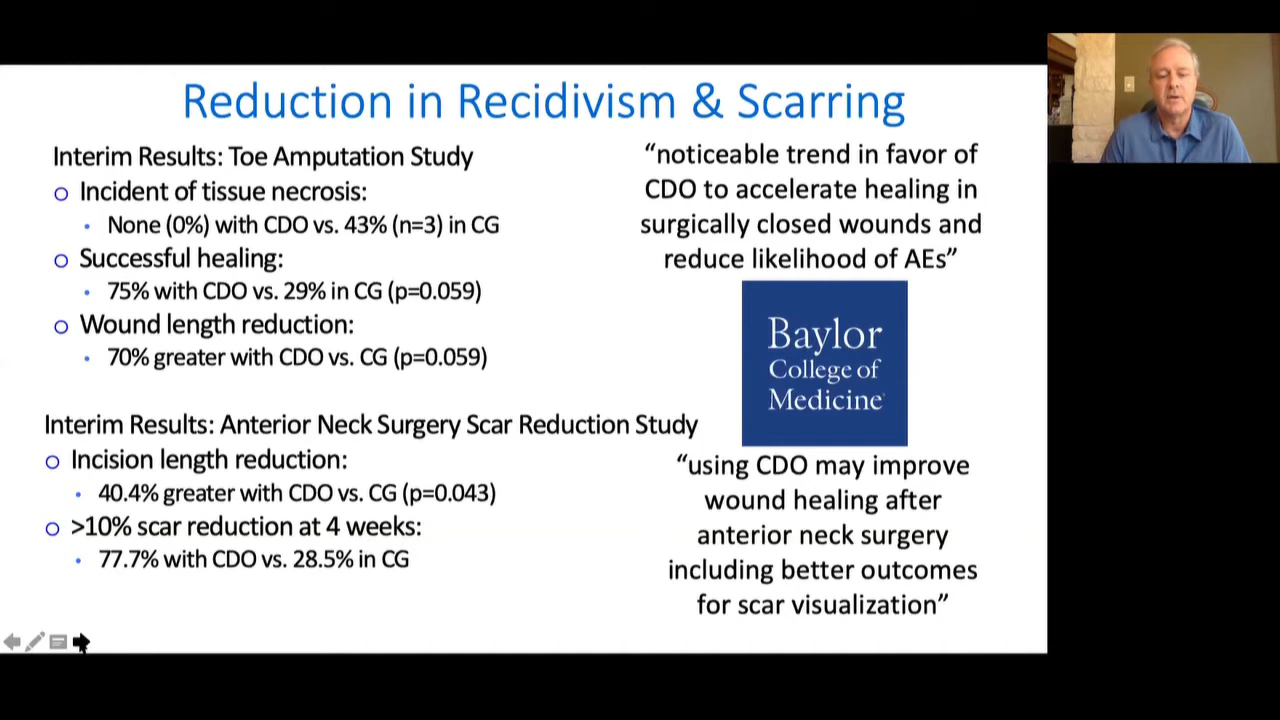 Reduction in Recidivism & Scarring
Interim Results: Toe Amputation Study
Incident of tissue necrosis:
None (0%) with CDO vs. 43% (n=3) in CG
Successful healing:
75% with CDO vs. 29% in CG (p=0.059)
Wound length reduction:
70% greater with CDO vs. CG (p=0.059)
Interim Results: Anterior Neck Surgery Scar Reduction Study
Incision length reduction:
40.4% greater with CDO vs. CG (p=0.043)
>10% scar reduction at 4 weeks:
77.7% with CDO vs. 28.5% in CG
“noticeable trend in favor of
CDO to accelerate healing in
surgically closed wounds and
reduce likelihood of AEs”
Baylor
College of
Medicine
“using CDO may improve
wound healing after
anterior neck surgery
including better outcomes
for scar visualization”